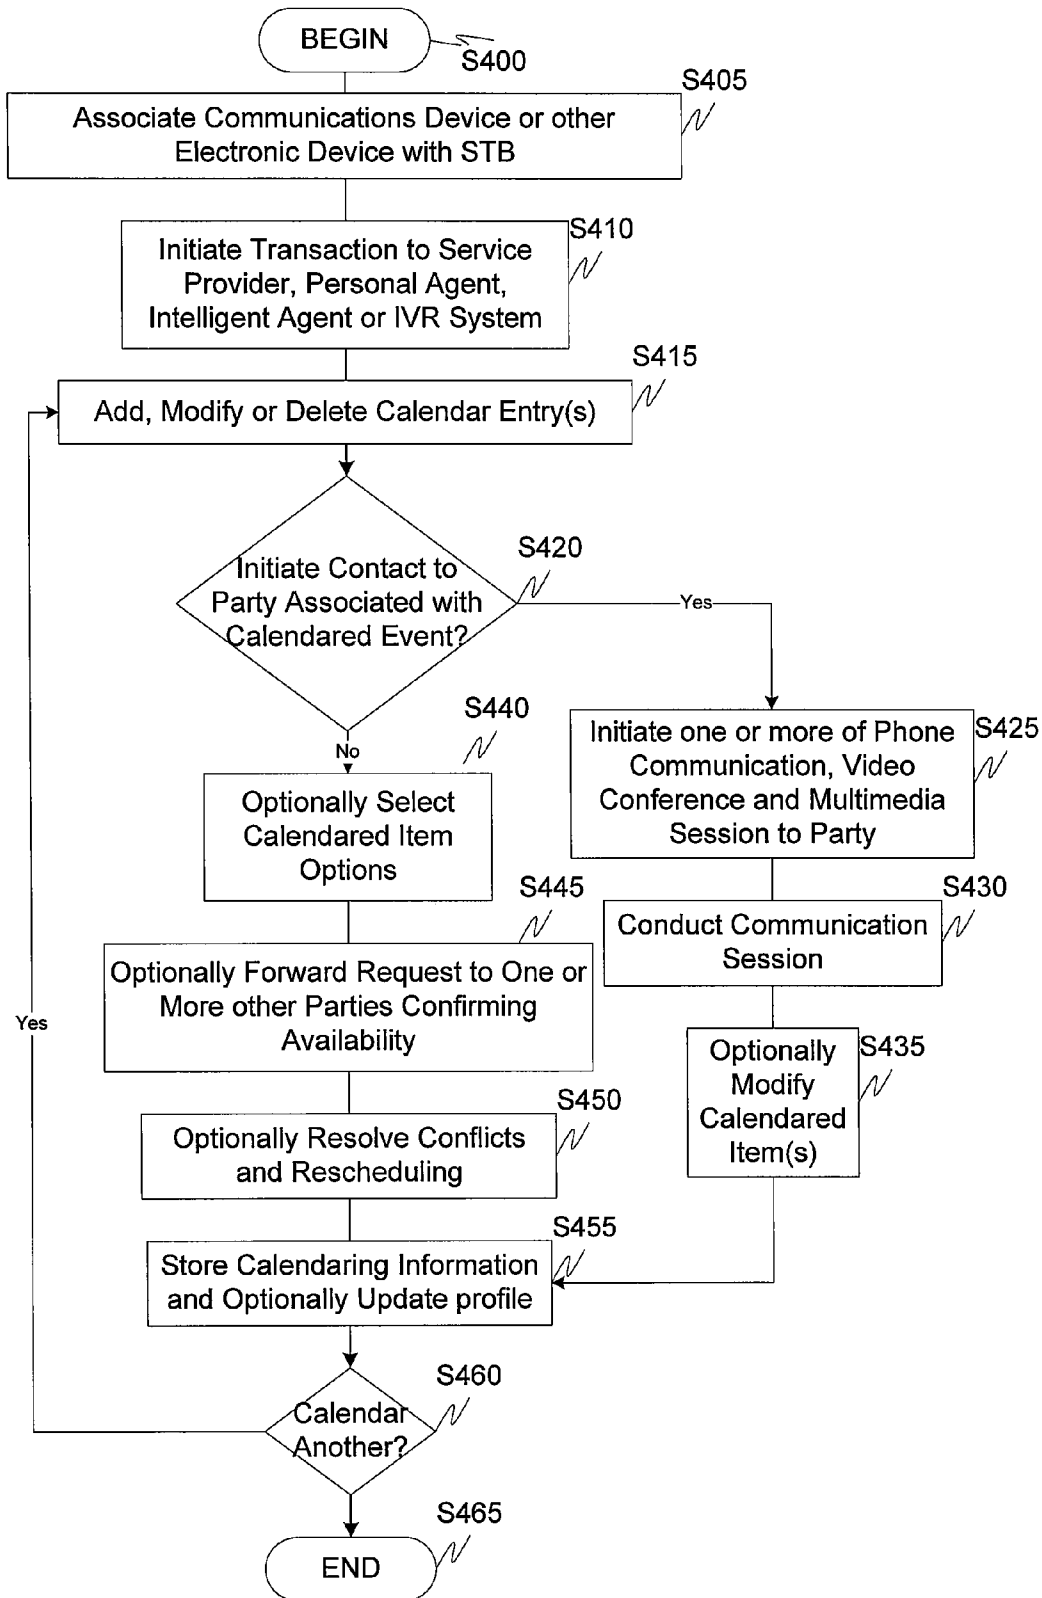 BEGIN
S400
S405
Associate Communications Device or other
Electronic Device with STB
S410
Initiate Transaction to Service
Provider, Personal Agent,
Intelligent Agent or IVR System
S415
Add, Modify or Delete Calendar Entry(s)
S420
Initiate Contact to
Party Associated with
Calendared Event?
Yes
S425
Initiate one or more of Phone
Communication, Video
Conference and Multimedia
Session to Party
S430
Conduct Communication
Session
S435
Optionally
Modify
Calendared
Item(s)
No
S440
Optionally Select
Calendared Item
Options
S445
Optionally Forward Request to One or
More other Parties Confirming
Availability
S450
Optionally Resolve Conflicts
and Rescheduling
S455
Store Calendaring Information
and Optionally Update profile
S460
Calendar
Another?
Yes
S465
END